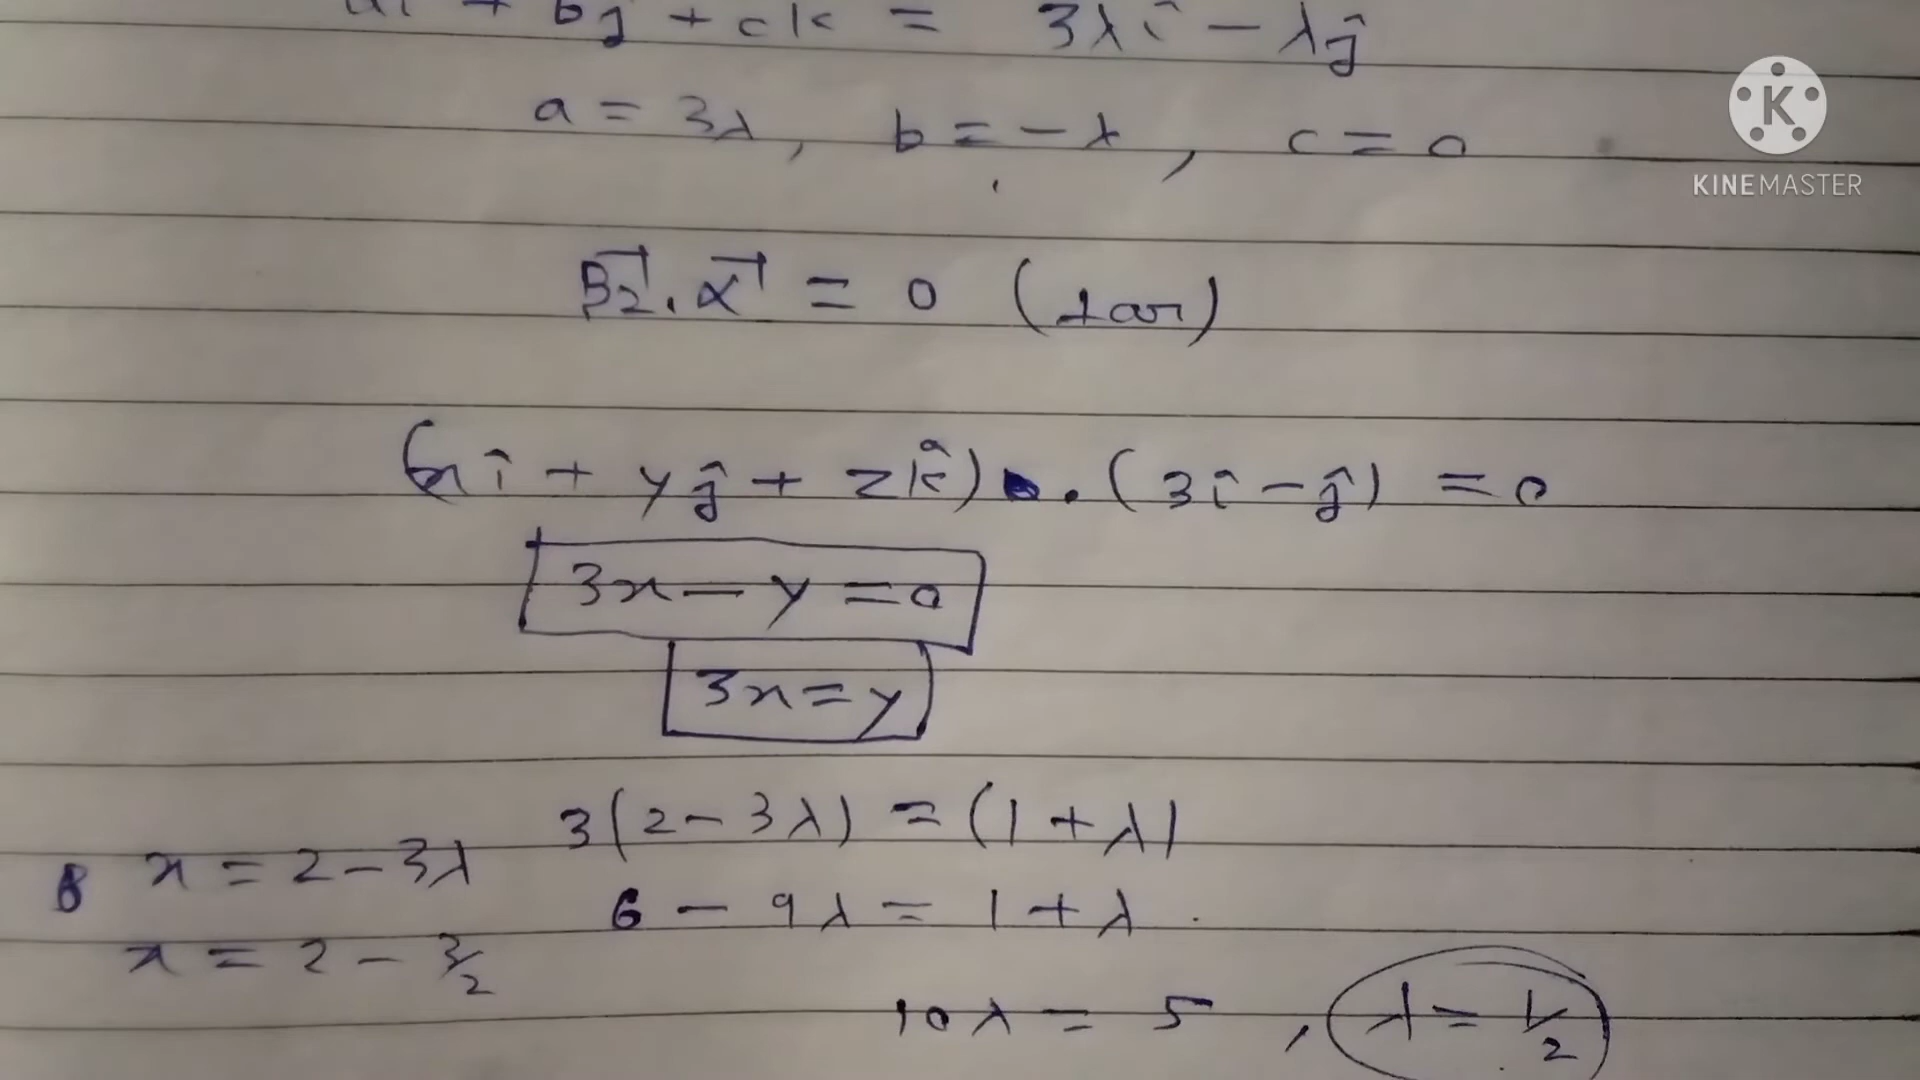 + bĵ + ck = 3λî - λĵ
a = 3λ, b = -λ, c = 0
K
KINEMASTER
β₂⃗ . α⃗ = 0 (⊥ar)
(xî + yĵ + zk̂) . (3î - ĵ) = 0
3x - y = 0
3x = y
3(2 - 3λ) = (1 + λ)
x = 2 - 3λ
6 - 9λ = 1 + λ
x = 2 - 3/2
10λ = 5, λ = 1/2